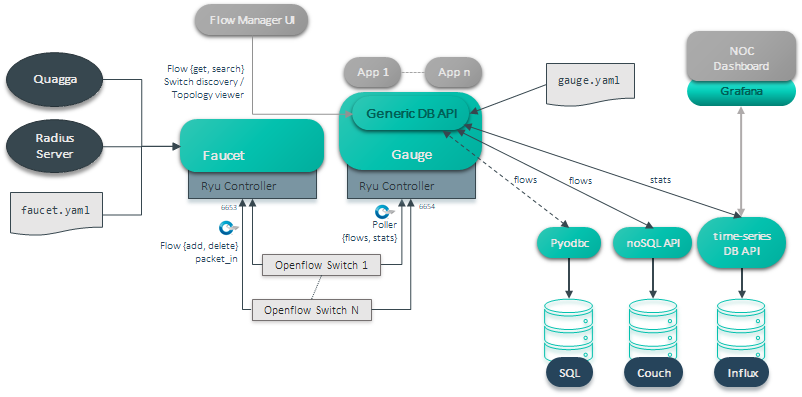 Flow Manager UI
Flow {get, search}
Switch discovery /
Topology viewer
App 1
App n
gauge.yaml
NOC
Dashboard
Grafana
Quagga
Radius
Server
faucet.yaml
Faucet
Ryu Controller
Generic DB API
Gauge
Ryu Controller
6653
6654
Flow {add, delete}
packet_in
Poller
{flows, stats}
Openflow Switch 1
Openflow Switch N
flows
flows
stats
Pyodbc
noSQL API
time-series
DB API
SQL
Couch
Influx